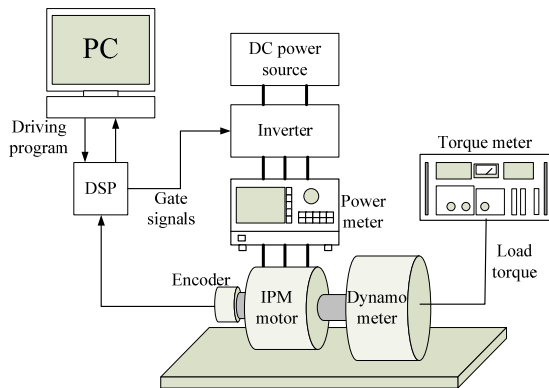 PC
DC power
source
Driving
program
Inverter
Torque meter
DSP
Gate
signals
Power
meter
Load
torque
Encoder
IPM
motor
Dynamo
meter